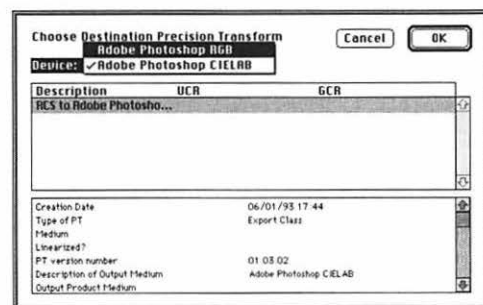 Choose Destination Precision Transform
Cancel
OK
Adobe Photoshop RGB
Device: ✓Adobe Photoshop CIELAB
Description UCR GCR
RCS to Adobe Photosho...
Creation Date 06/01/93 17 44
Type of PT Export Class
Medium
Linearized?
PT version number 01 03 02
Description of Output Medium Adobe Photoshop CIELAB
Output Product Medium